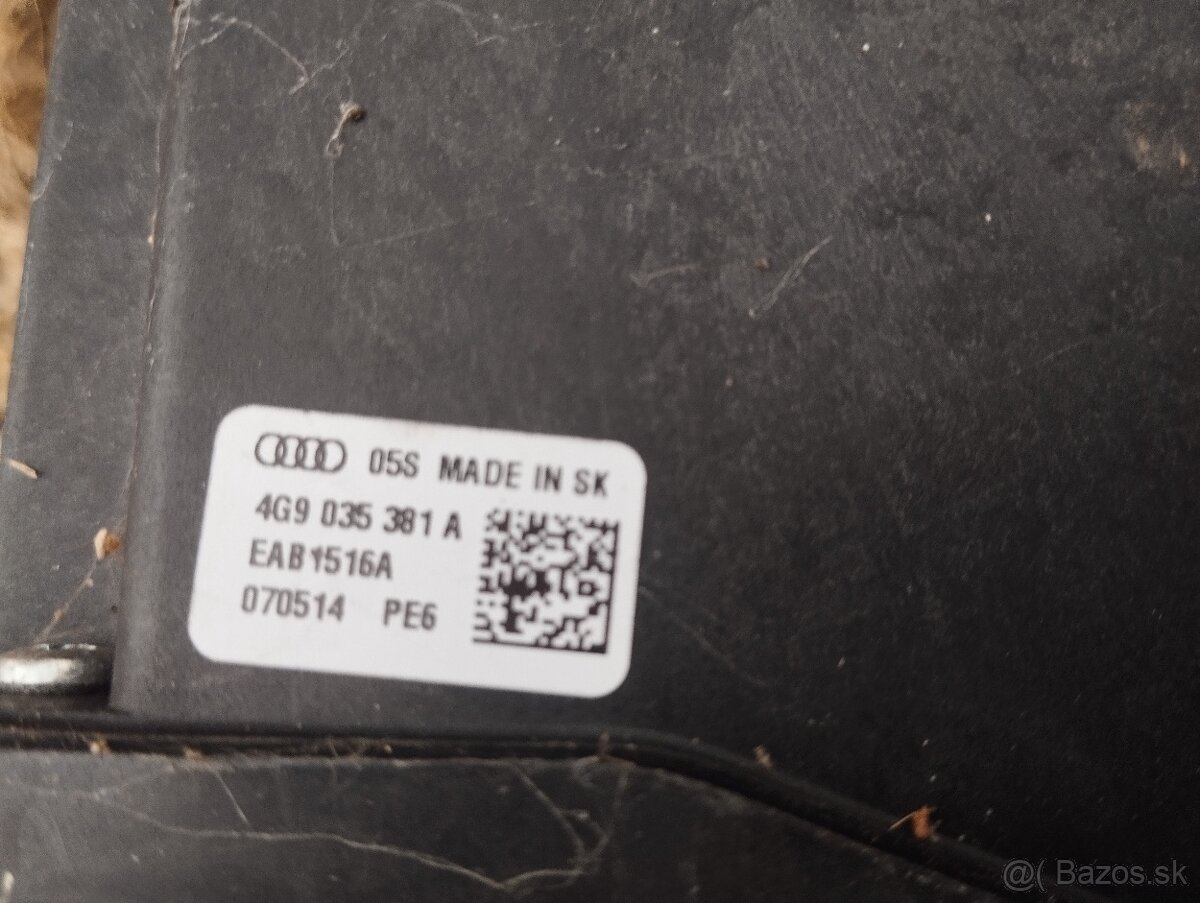 05S MADE IN SK
4G9 035 381 A
EAB1516A
070514 PE6
@( Bazos.sk